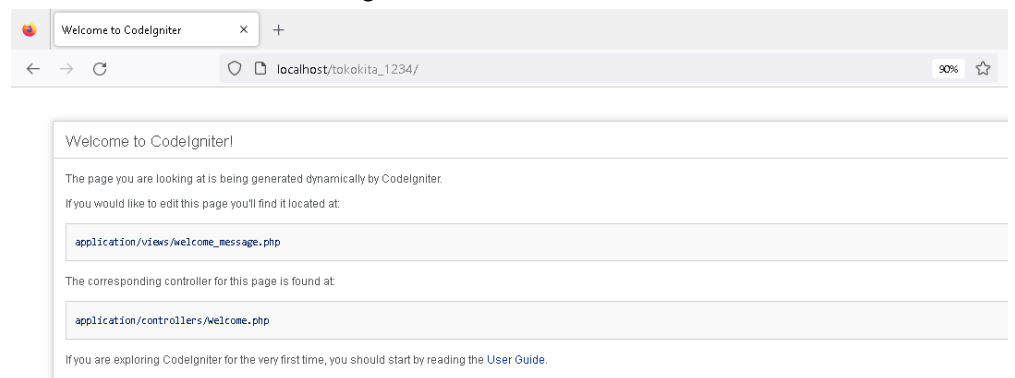 Welcome to CodeIgniter
localhost/tokokita_1234/
90%
Welcome to CodeIgniter!
The page you are looking at is being generated dynamically by CodeIgniter.
If you would like to edit this page you'll find it located at:
application/views/welcome_message.php
The corresponding controller for this page is found at:
application/controllers/Welcome.php
If you are exploring CodeIgniter for the very first time, you should start by reading the User Guide.